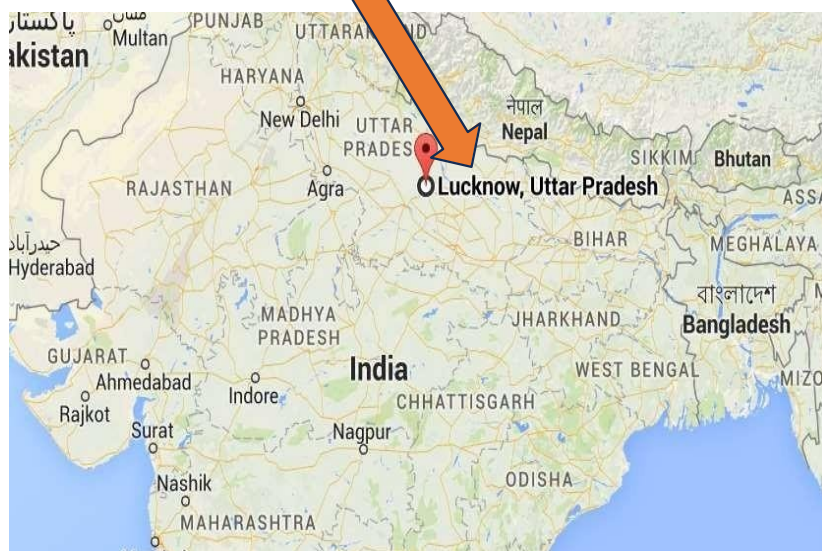 پاکستان
akistan
ملتان
Multan
PUNJAB
UTTARAKHAND
HARYANA
New Delhi
UTTAR
PRADES
नेपाल
Nepal
SIKKIM
Bhutan
RAJASTHAN
Agra
Lucknow, Uttar Pradesh
ASSA
حیدرآباد
Hyderabad
BIHAR
MEGHALAYA
বাংলাদেশ
Bangladesh
MADHYA
PRADESH
JHARKHAND
GUJARAT
Ahmedabad
Indore
India
WEST BENGAL
MIZO
CHHATTISGARH
Rajkot
Surat
Nagpur
Nashik
ODISHA
MAHARASHTRA